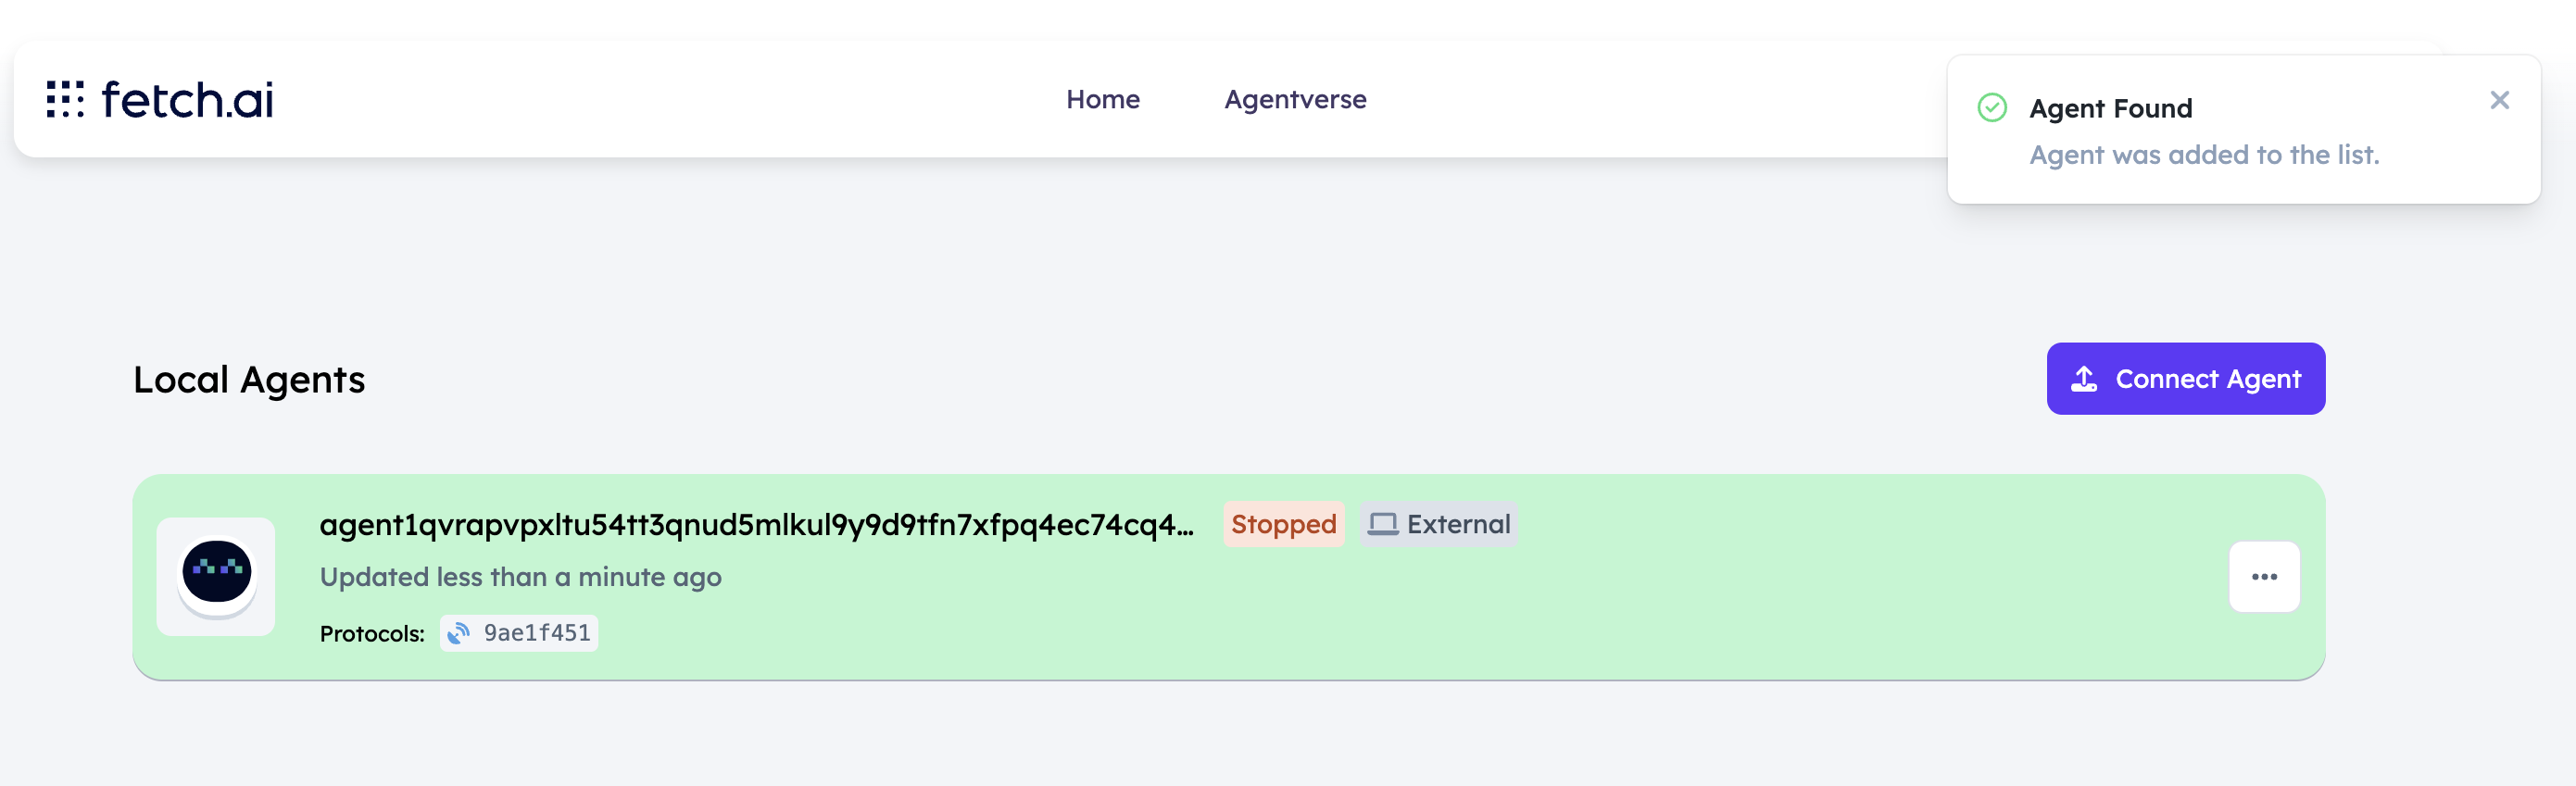 fetch.ai
Home
Agentverse
Agent Found
Agent was added to the list.
Local Agents
Connect Agent
agent1qvrapvpxltu54tt3qnud5mlkul9y9d9tfn7xfpq4ec74cq4...
Stopped
External
Updated less than a minute ago
Protocols:
9ae1f451